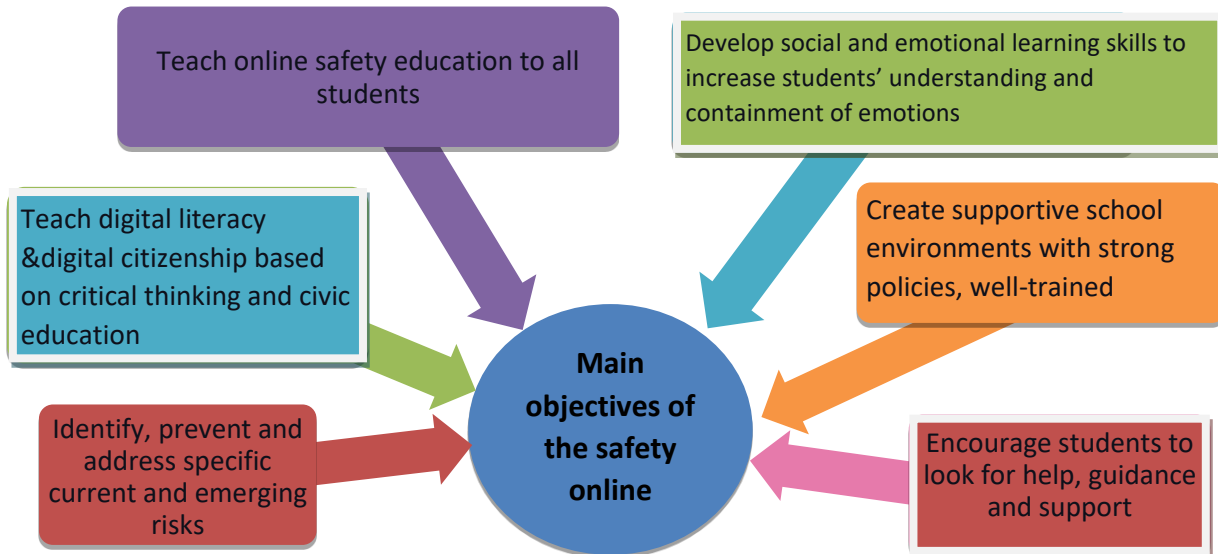 Teach online safety education to all
students
Develop social and emotional learning skills to
increase students’ understanding and
containment of emotions
Teach digital literacy
&digital citizenship based
on critical thinking and civic
education
Create supportive school
environments with strong
policies, well-trained
Main
objectives of
the safety
online
Identify, prevent and
address specific
current and emerging
risks
Encourage students to
look for help, guidance
and support